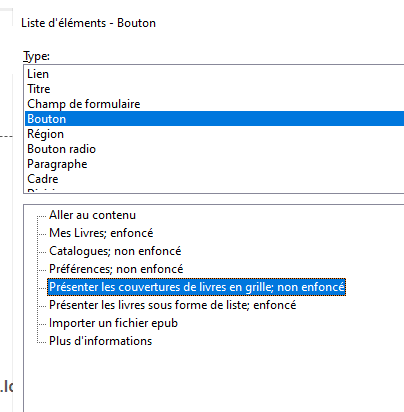 Liste d'éléments - Bouton
Type:
Lien
Titre
Champ de formulaire
Bouton
Région
Bouton radio
Paragraphe
Cadre
Aller au contenu
Mes Livres; enfoncé
Catalogues; non enfoncé
Préférences; non enfoncé
Présenter les couvertures de livres en grille; non enfoncé
Présenter les livres sous forme de liste; enfoncé
Importer un fichier epub
Plus d'informations